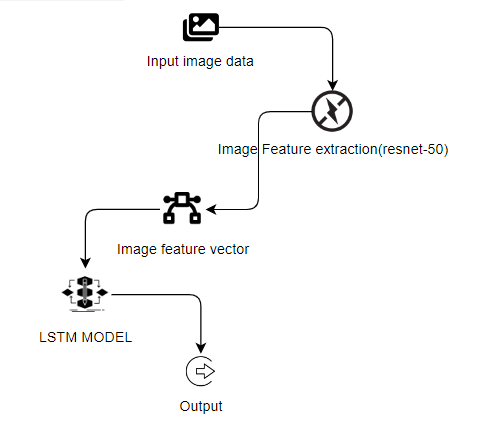 Input image data
Image Feature extraction(resnet-50)
Image feature vector
LSTM MODEL
Output